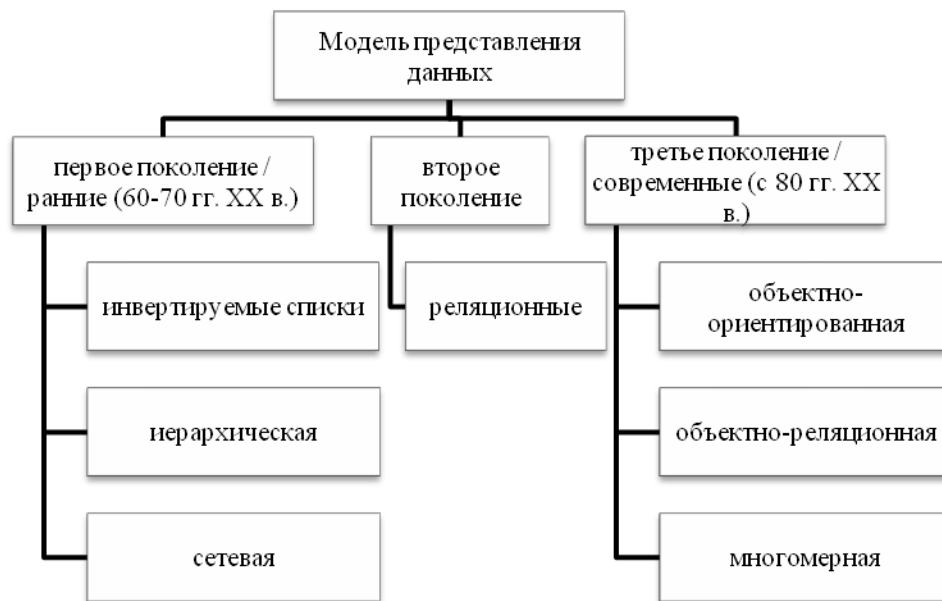 Модель представления
данных
первое поколение /
ранние (60-70 гг. XX в.)
второе
поколение
третье поколение /
современные (с 80 гг. XX
в.)
инвертируемые списки
реляционные
объектно-
ориентированная
иерархическая
объектно-реляционная
сетевая
многомерная